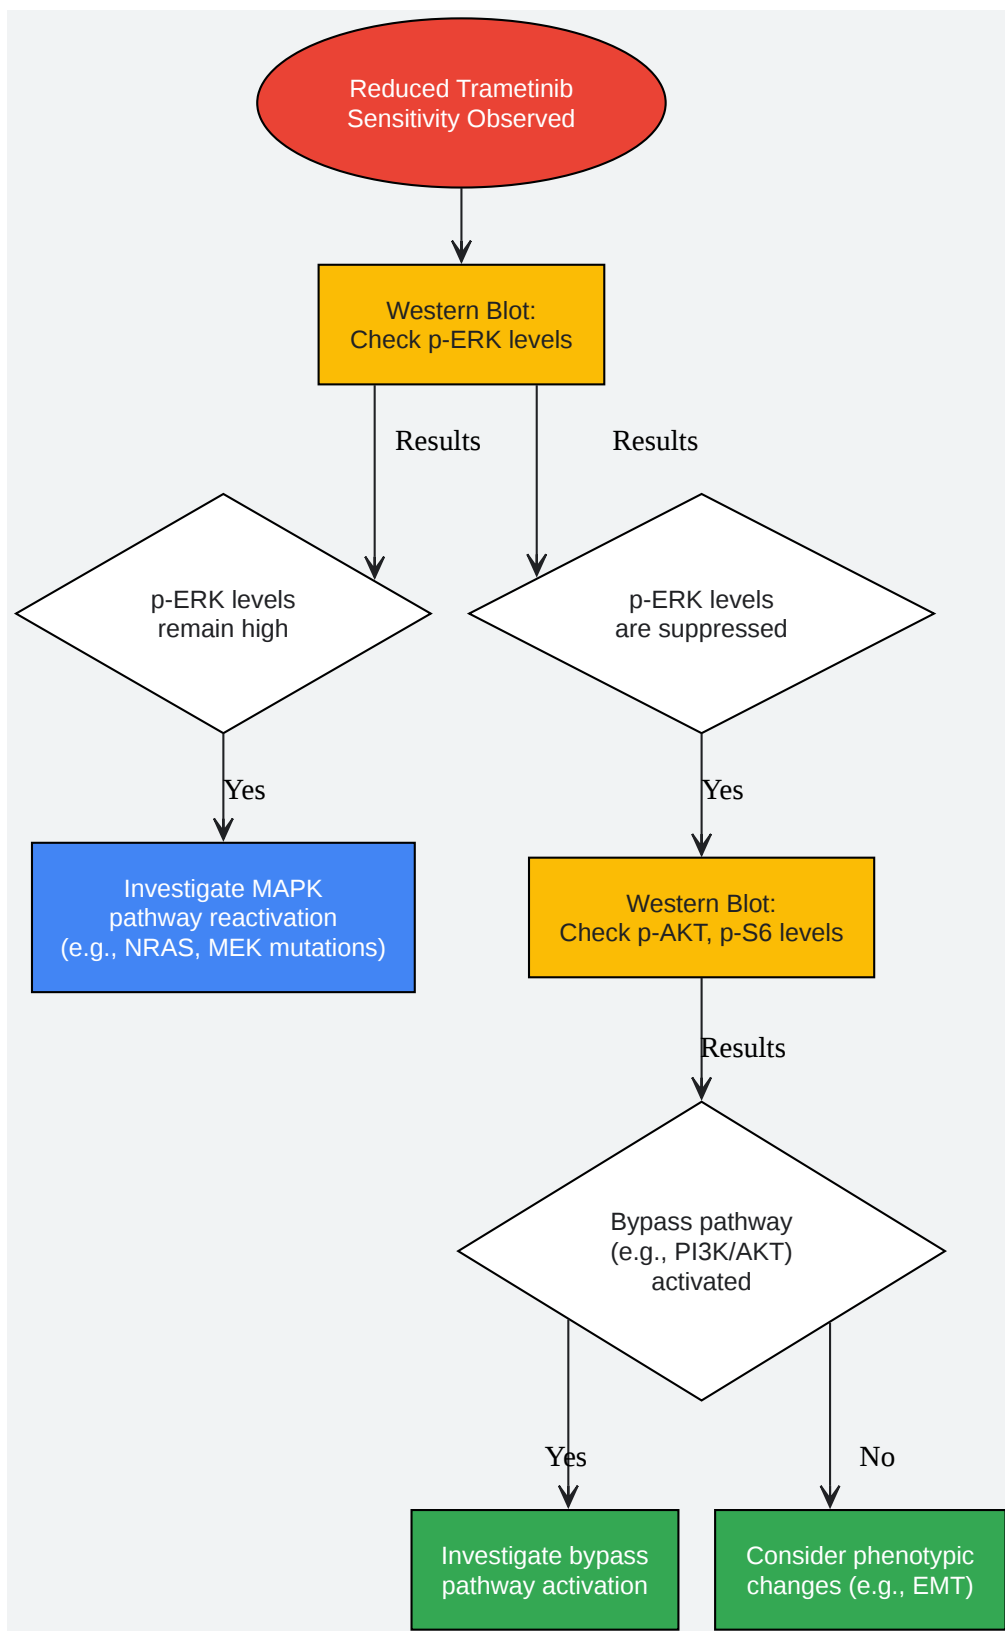 Reduced Trametinib
Sensitivity Observed
Western Blot:
Check p-ERK levels
Results
Results
p-ERK levels
remain high
p-ERK levels
are suppressed
Yes
Yes
Investigate MAPK
pathway reactivation
(e.g., NRAS, MEK mutations)
Western Blot:
Check p-AKT, p-S6 levels
Results
Bypass pathway
(e.g., PI3K/AKT)
activated
Yes
No
Investigate bypass
pathway activation
Consider phenotypic
changes (e.g., EMT)